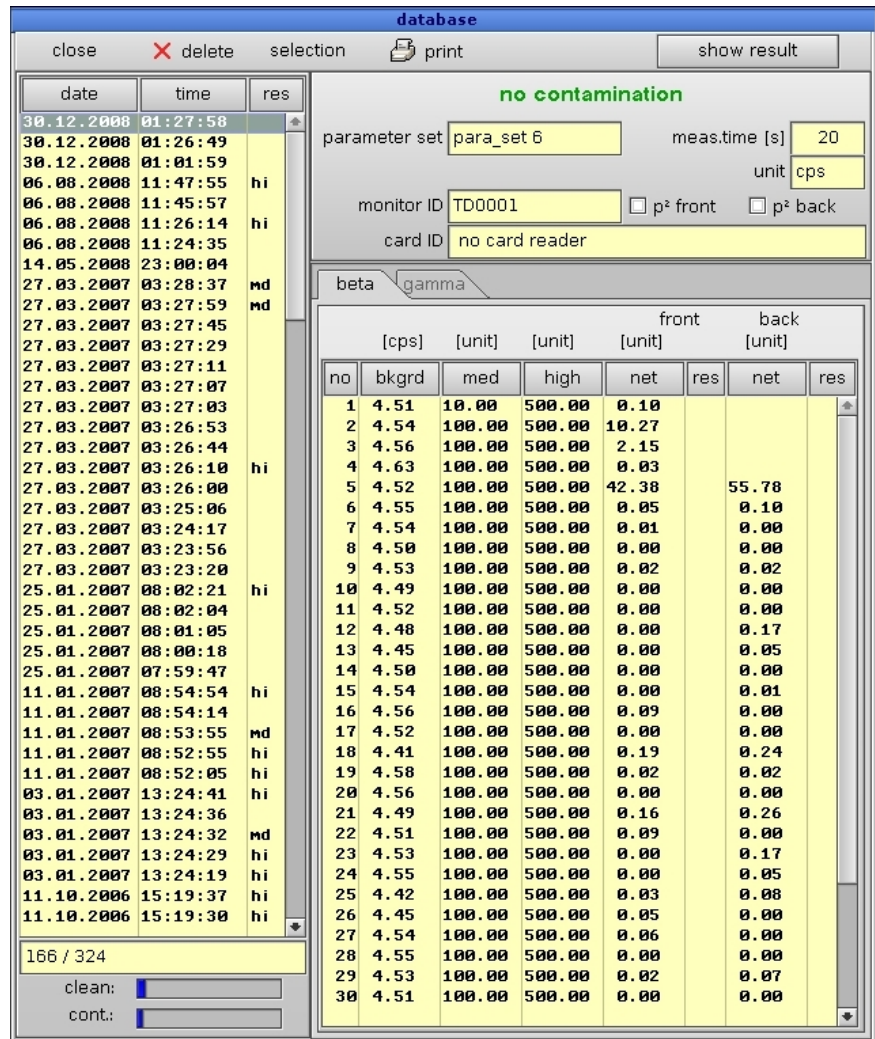 database
close delete selection print show result
date time res
30.12.2008 01:27:58
30.12.2008 01:26:49
30.12.2008 01:01:59
06.08.2008 11:47:55 hi
06.08.2008 11:45:57
06.08.2008 11:26:14 hi
06.08.2008 11:24:35
14.05.2008 23:00:04
27.03.2007 03:28:37 md
27.03.2007 03:27:59 md
27.03.2007 03:27:45
27.03.2007 03:27:29
27.03.2007 03:27:11
27.03.2007 03:27:07
27.03.2007 03:27:03
27.03.2007 03:26:53
27.03.2007 03:26:44
27.03.2007 03:26:10 hi
27.03.2007 03:26:00
27.03.2007 03:25:06
27.03.2007 03:24:17
27.03.2007 03:23:56
27.03.2007 03:23:20
25.01.2007 08:02:21 hi
25.01.2007 08:02:04
25.01.2007 08:01:05
25.01.2007 08:00:18
25.01.2007 07:59:47
11.01.2007 08:54:54 hi
11.01.2007 08:54:14
11.01.2007 08:53:55 md
11.01.2007 08:52:55 hi
11.01.2007 08:52:05 hi
03.01.2007 13:24:41 hi
03.01.2007 13:24:36
03.01.2007 13:24:32 md
03.01.2007 13:24:29 hi
03.01.2007 13:24:19 hi
11.10.2006 15:19:37 hi
11.10.2006 15:19:30 hi
166 / 324
clean:
cont.:
no contamination
parameter set para_set 6 meas.time [s] 20
unit cps
monitor ID TD0001 p² front p² back
card ID no card reader
beta gamma
front back
[cps] [unit] [unit] [unit] [unit]
no bkgrd med high net res net res
1 4.51 10.00 500.00 0.10
2 4.54 100.00 500.00 10.27
3 4.56 100.00 500.00 2.15
4 4.63 100.00 500.00 0.03
5 4.52 100.00 500.00 42.38 55.78
6 4.55 100.00 500.00 0.05 0.10
7 4.54 100.00 500.00 0.01 0.00
8 4.50 100.00 500.00 0.00 0.00
9 4.53 100.00 500.00 0.02 0.02
10 4.49 100.00 500.00 0.00 0.00
11 4.52 100.00 500.00 0.00 0.00
12 4.48 100.00 500.00 0.00 0.17
13 4.45 100.00 500.00 0.00 0.05
14 4.50 100.00 500.00 0.00 0.00
15 4.54 100.00 500.00 0.00 0.01
16 4.56 100.00 500.00 0.09 0.00
17 4.52 100.00 500.00 0.00 0.00
18 4.41 100.00 500.00 0.19 0.24
19 4.58 100.00 500.00 0.02 0.02
20 4.56 100.00 500.00 0.00 0.00
21 4.49 100.00 500.00 0.16 0.26
22 4.51 100.00 500.00 0.09 0.00
23 4.53 100.00 500.00 0.00 0.17
24 4.55 100.00 500.00 0.00 0.05
25 4.42 100.00 500.00 0.03 0.08
26 4.45 100.00 500.00 0.05 0.00
27 4.54 100.00 500.00 0.06 0.00
28 4.55 100.00 500.00 0.00 0.00
29 4.53 100.00 500.00 0.02 0.07
30 4.51 100.00 500.00 0.00 0.00